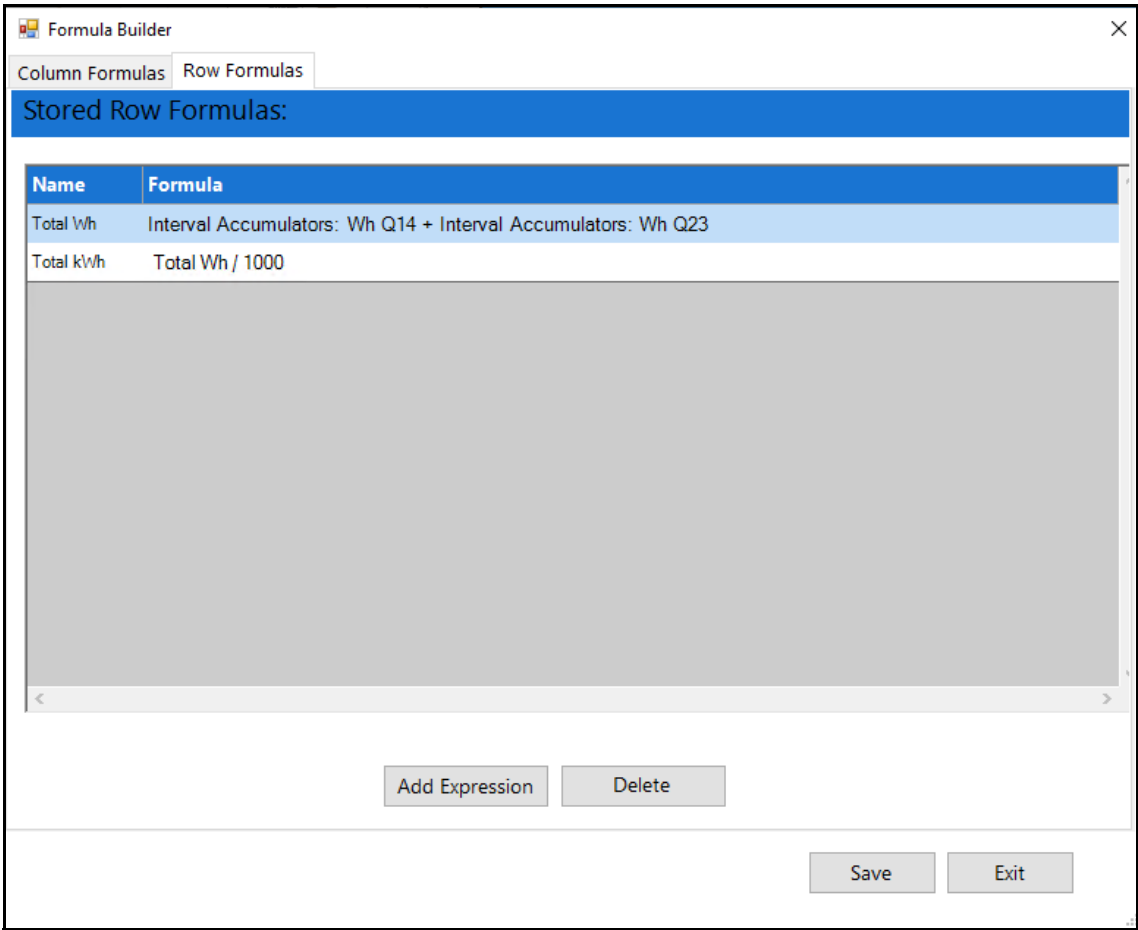 Formula Builder
Column Formulas Row Formulas
Stored Row Formulas:
Name Formula
Total Wh Interval Accumulators: Wh Q14 + Interval Accumulators: Wh Q23
Total kWh Total Wh / 1000
Add Expression Delete
Save Exit